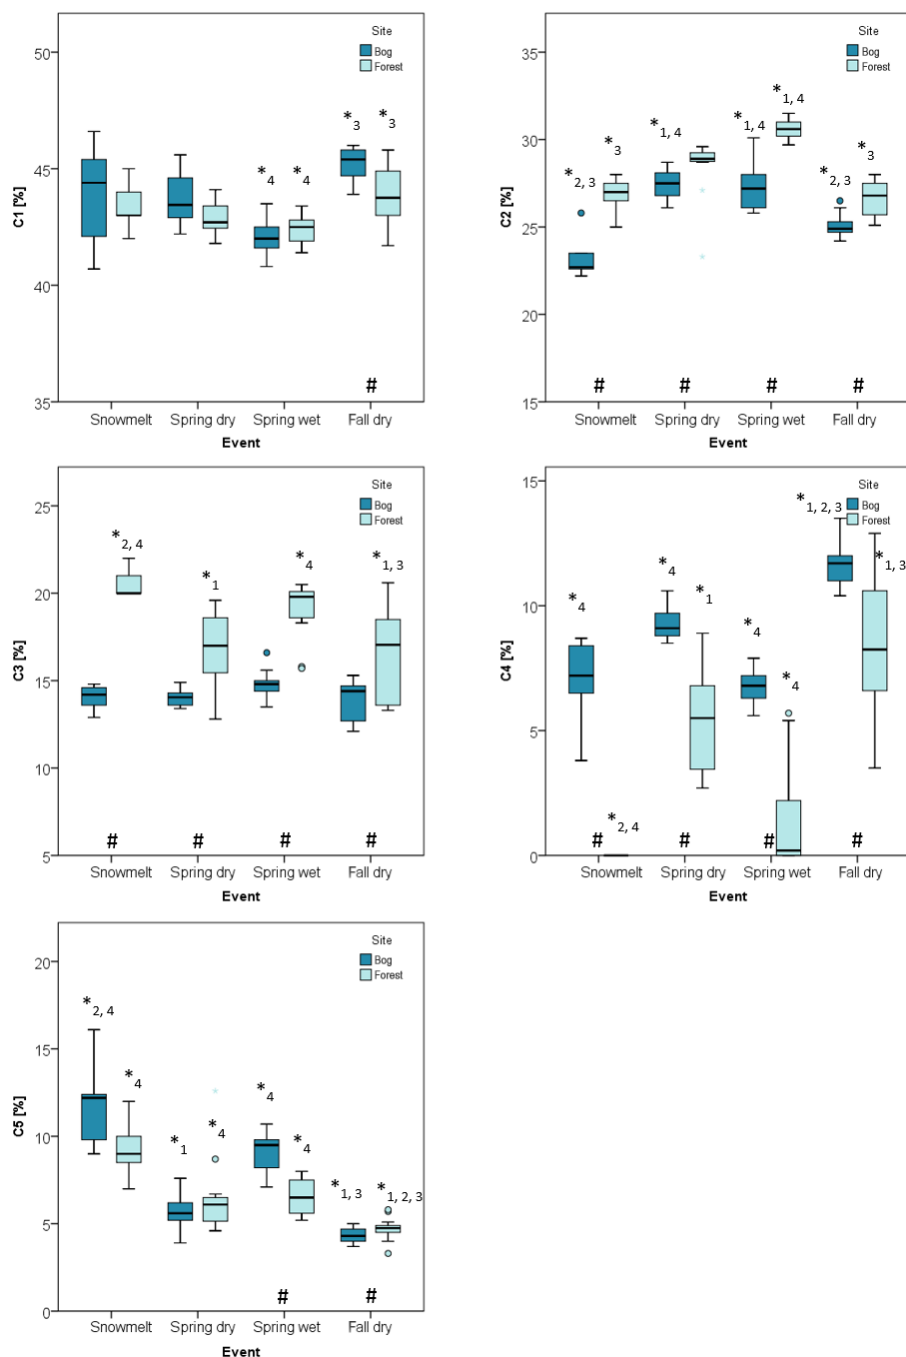 Site
Bog
Forest
50
45
40
35
C1 [%]
*3
*3
*4
*4
#
Snowmelt
Spring dry
Spring wet
Fall dry
Event
Site
Bog
Forest
35
30
25
20
15
C2 [%]
*1, 4
*1, 4
*1, 4
*3
*2, 3
*3
*2, 3
#
#
#
#
Snowmelt
Spring dry
Spring wet
Fall dry
Event
Site
Bog
Forest
25
20
15
10
5
C3 [%]
*2, 4
*1
*4
*1, 3
#
#
#
#
Snowmelt
Spring dry
Spring wet
Fall dry
Event
Site
Bog
Forest
15
10
5
0
C4 [%]
*1, 2, 3
*1, 3
*4
*4
*1
*4
*4
*2, 4
#
#
#
#
Snowmelt
Spring dry
Spring wet
Fall dry
Event
Site
Bog
Forest
20
15
10
5
0
C5 [%]
*2, 4
*4
*1
*4
*4
*4
*1, 3
*1, 2, 3
#
#
Snowmelt
Spring dry
Spring wet
Fall dry
Event